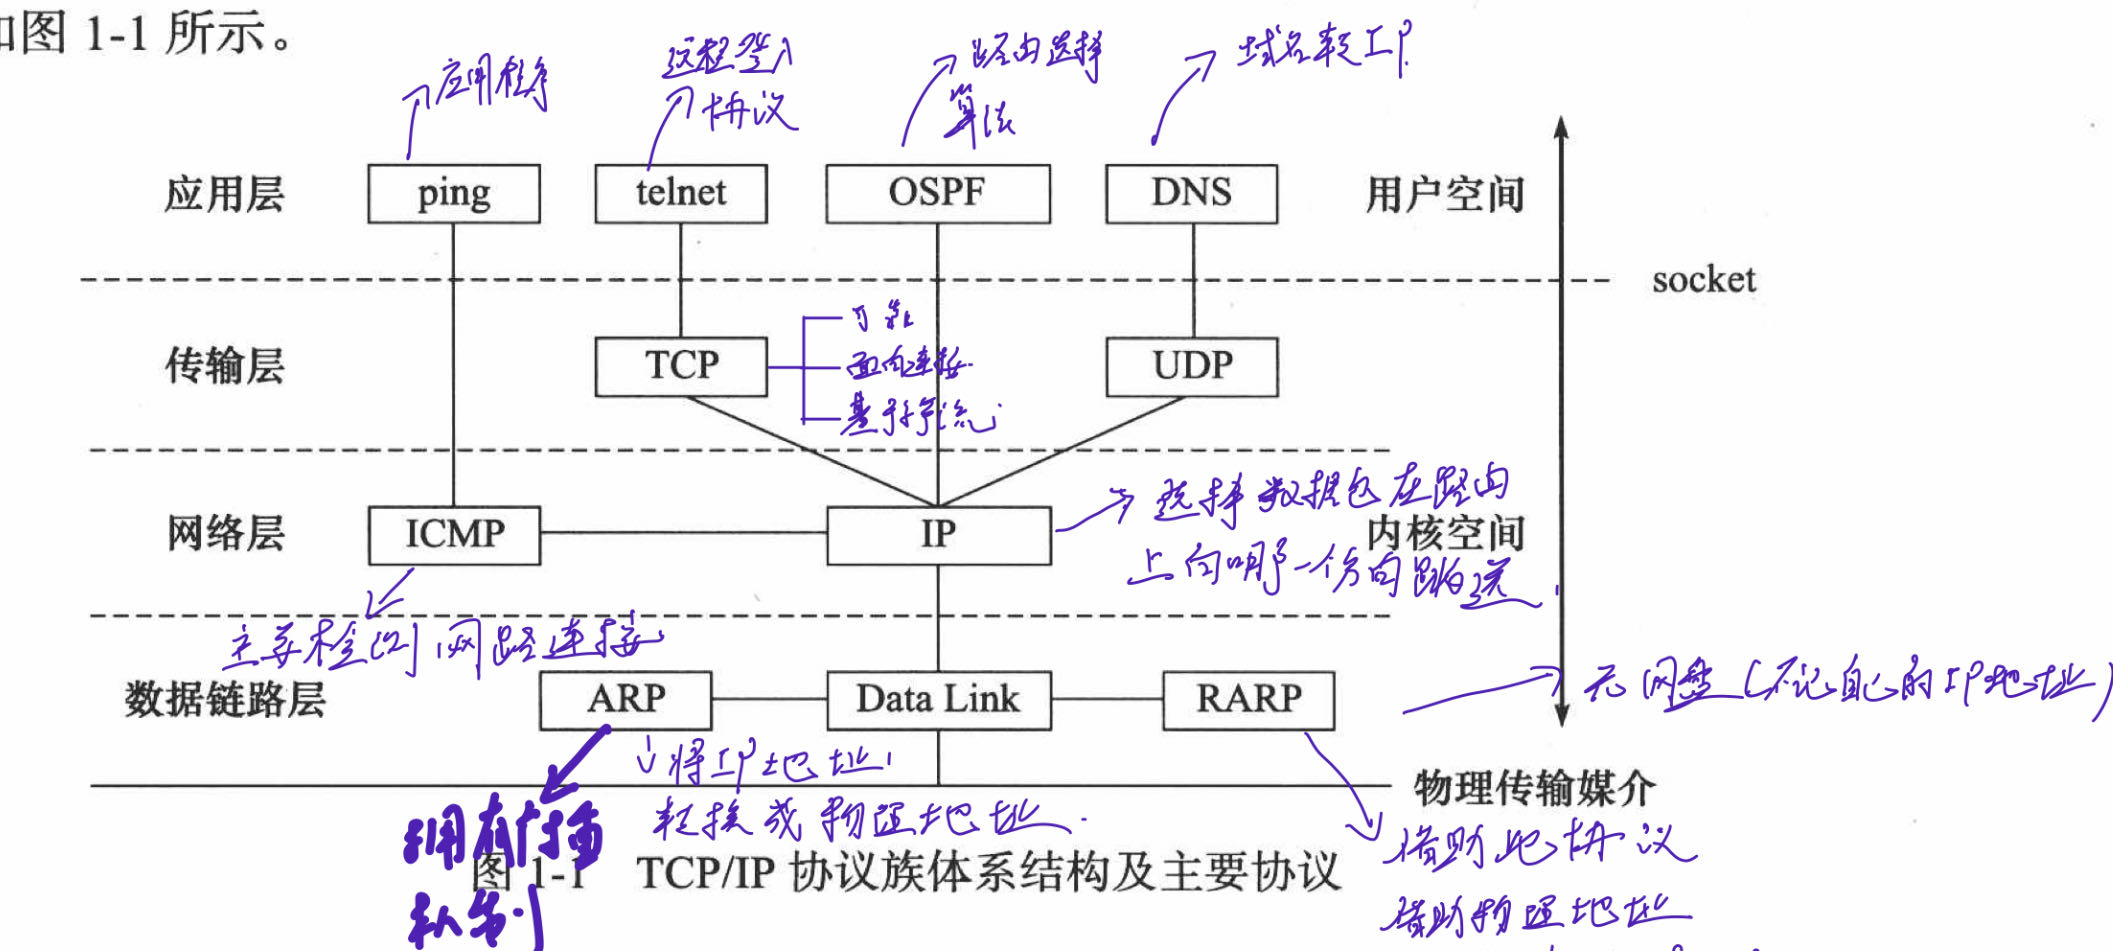 如图 1-1 所示。
应用程序
远程登入
协议
路由选择
算法
域名转IP
应用层 ping telnet OSPF DNS 用户空间
socket
可靠
传输层 TCP 面向连接 UDP
基于字节流
选择数据包在路由
网络层 ICMP IP 内核空间
上向哪一个方向
主要检测网路连接
数据链路层 ARP Data Link RARP
无网盘(不记自己的IP地址)
将IP地址
转换成物理地址.
物理传输媒介
拥有广播
机制
借助此协议
借助物理地址
图 1-1 TCP/IP 协议族体系结构及主要协议